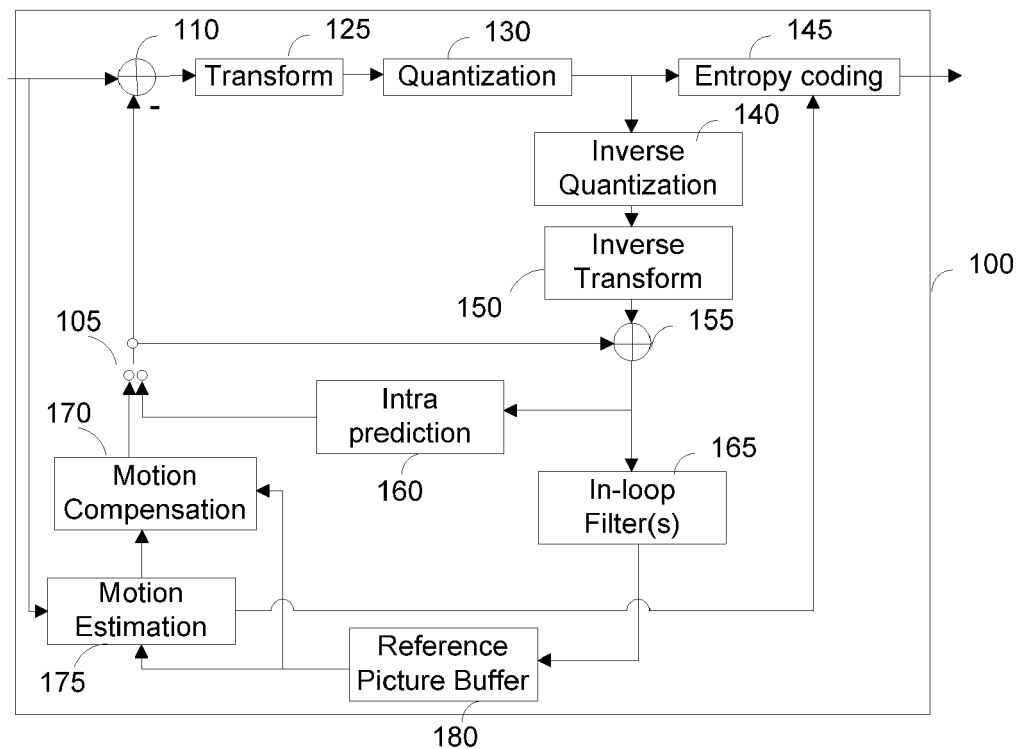 110
125
130
145
Transform
Quantization
Entropy coding
-
140
Inverse
Quantization
Inverse
Transform
100
150
155
105
Intra
prediction
170
160
165
Motion
Compensation
In-loop
Filter(s)
Motion
Estimation
Reference
Picture Buffer
175
180